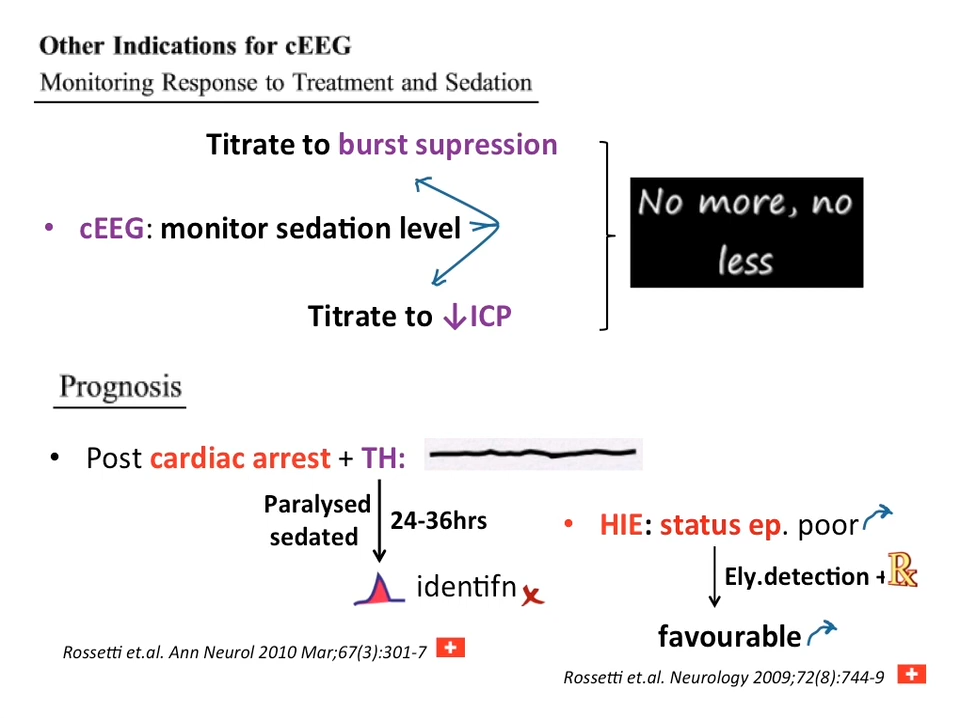 Other Indications for cEEG
Monitoring Response to Treatment and Sedation
Titrate to burst supression
• cEEG: monitor sedation level
Titrate to ↓ICP
No more, no
less
Prognosis
• Post cardiac arrest + TH:
Paralysed
sedated
24-36hrs
identifn x
• HIE: status ep. poor
Ely.detection + Rx
favourable
Rossetti et.al. Ann Neurol 2010 Mar;67(3):301-7
Rossetti et.al. Neurology 2009;72(8):744-9